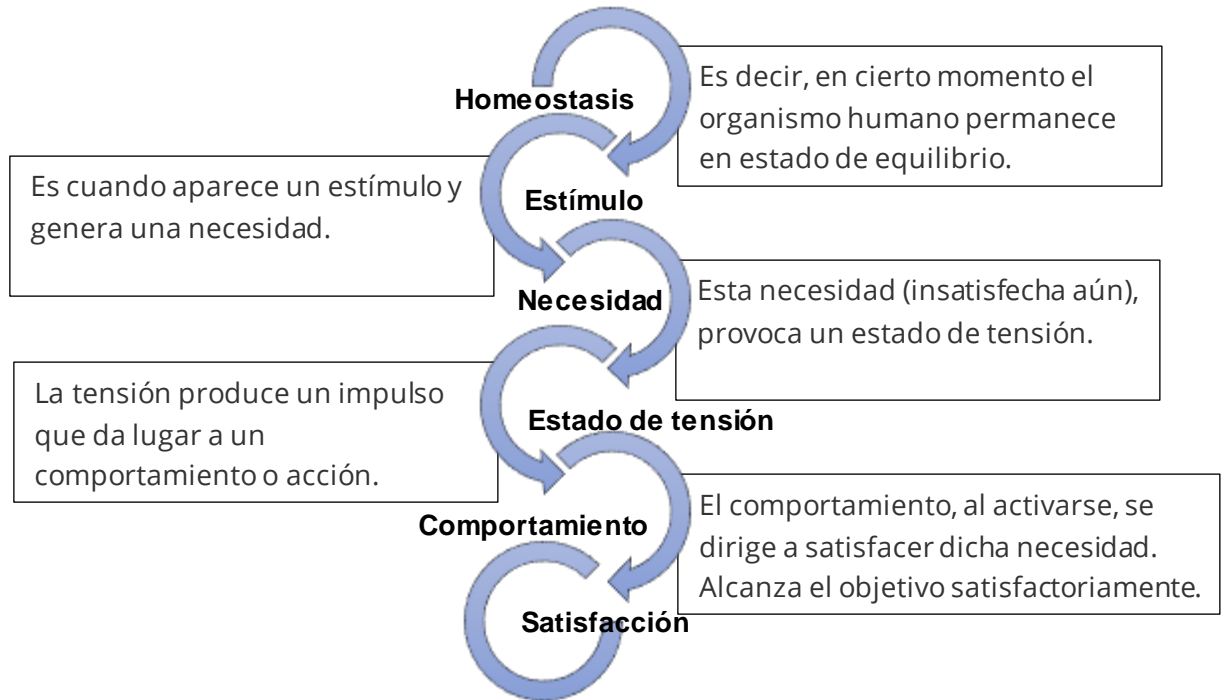 Homeostasis
Es decir, en cierto momento el
organismo humano permanece
en estado de equilibrio.
Estímulo
Es cuando aparece un estímulo y
genera una necesidad.
Necesidad
Esta necesidad (insatisfecha aún),
provoca un estado de tensión.
Estado de tensión
La tensión produce un impulso
que da lugar a un
comportamiento o acción.
Comportamiento
El comportamiento, al activarse, se
dirige a satisfacer dicha necesidad.
Alcanza el objetivo satisfactoriamente.
Satisfacción